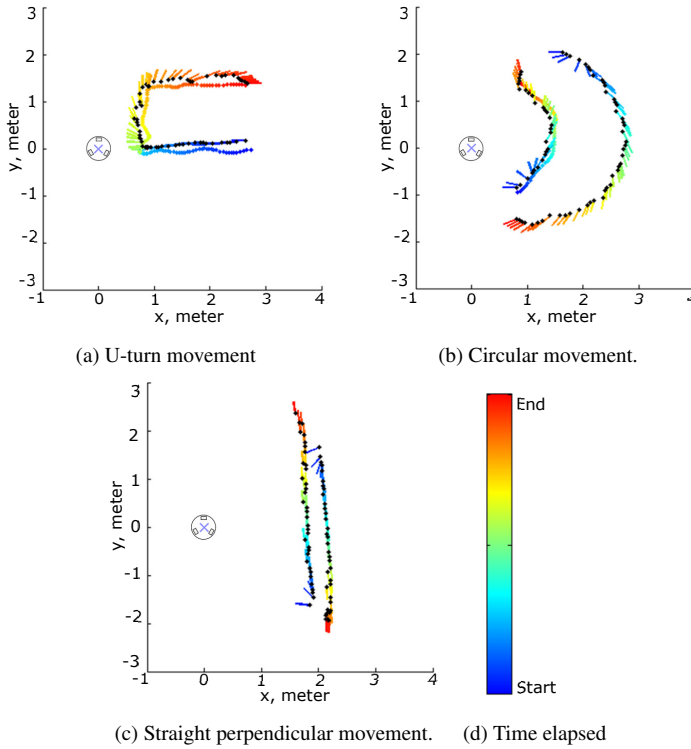 3
2
1
0
-1
-2
-3
y, meter
-1 0 1 2 3 4
x, meter
(a) U-turn movement
3
2
1
0
-1
-2
-3
y, meter
-1 0 1 2 3
x, meter
(b) Circular movement.
3
2
1
0
-1
-2
-3
y, meter
-1 0 1 2 3 4
x, meter
(c) Straight perpendicular movement.
End
Start
(d) Time elapsed